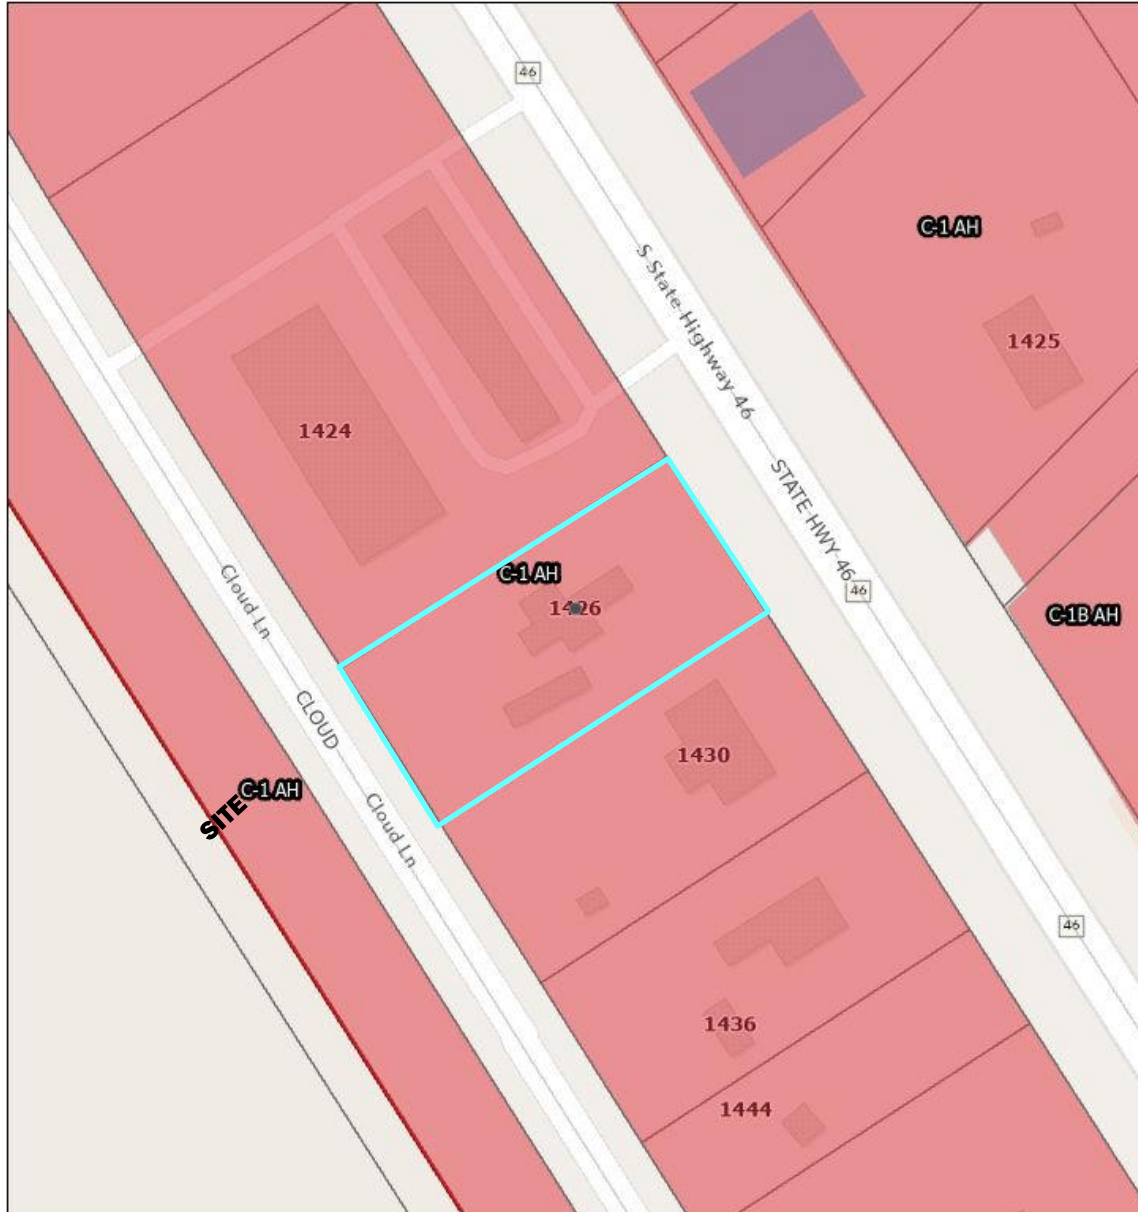 46
C-1 AH
S State Highway 46
1425
1424
STATE HWY 46
C-1 AH
Cloud Ln
1426
46
C-1B AH
CLOUD
1430
C-1 AH
SITE
Cloud Ln
46
1436
1444